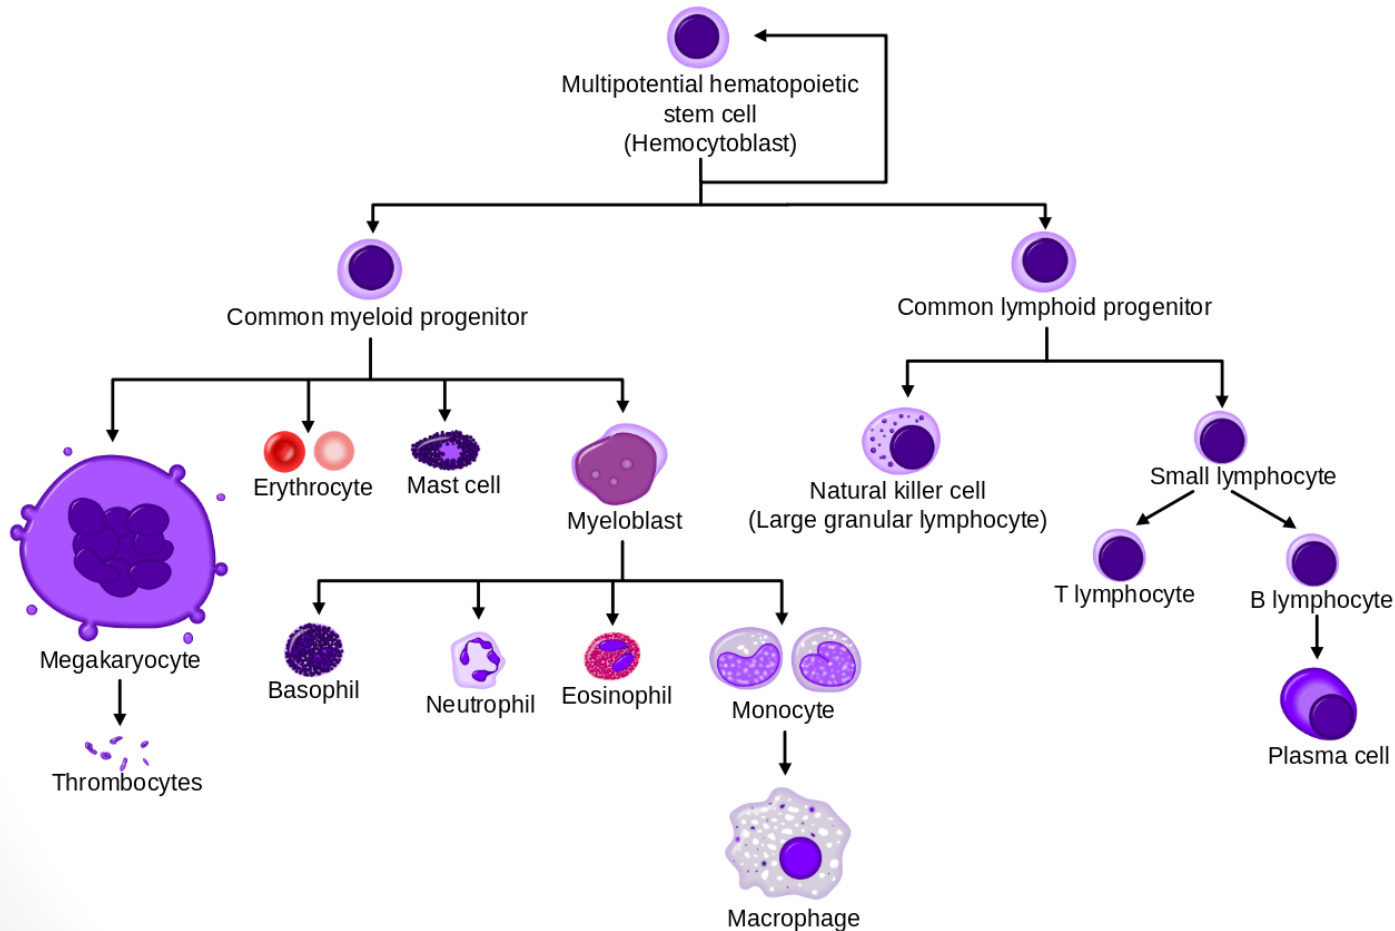 Multipotential hematopoietic
stem cell
(Hemocytoblast)
Common myeloid progenitor
Common lymphoid progenitor
Erythrocyte
Mast cell
Myeloblast
Natural killer cell
(Large granular lymphocyte)
Small lymphocyte
T lymphocyte
B lymphocyte
Megakaryocyte
Basophil
Neutrophil
Eosinophil
Monocyte
Plasma cell
Thrombocytes
Macrophage